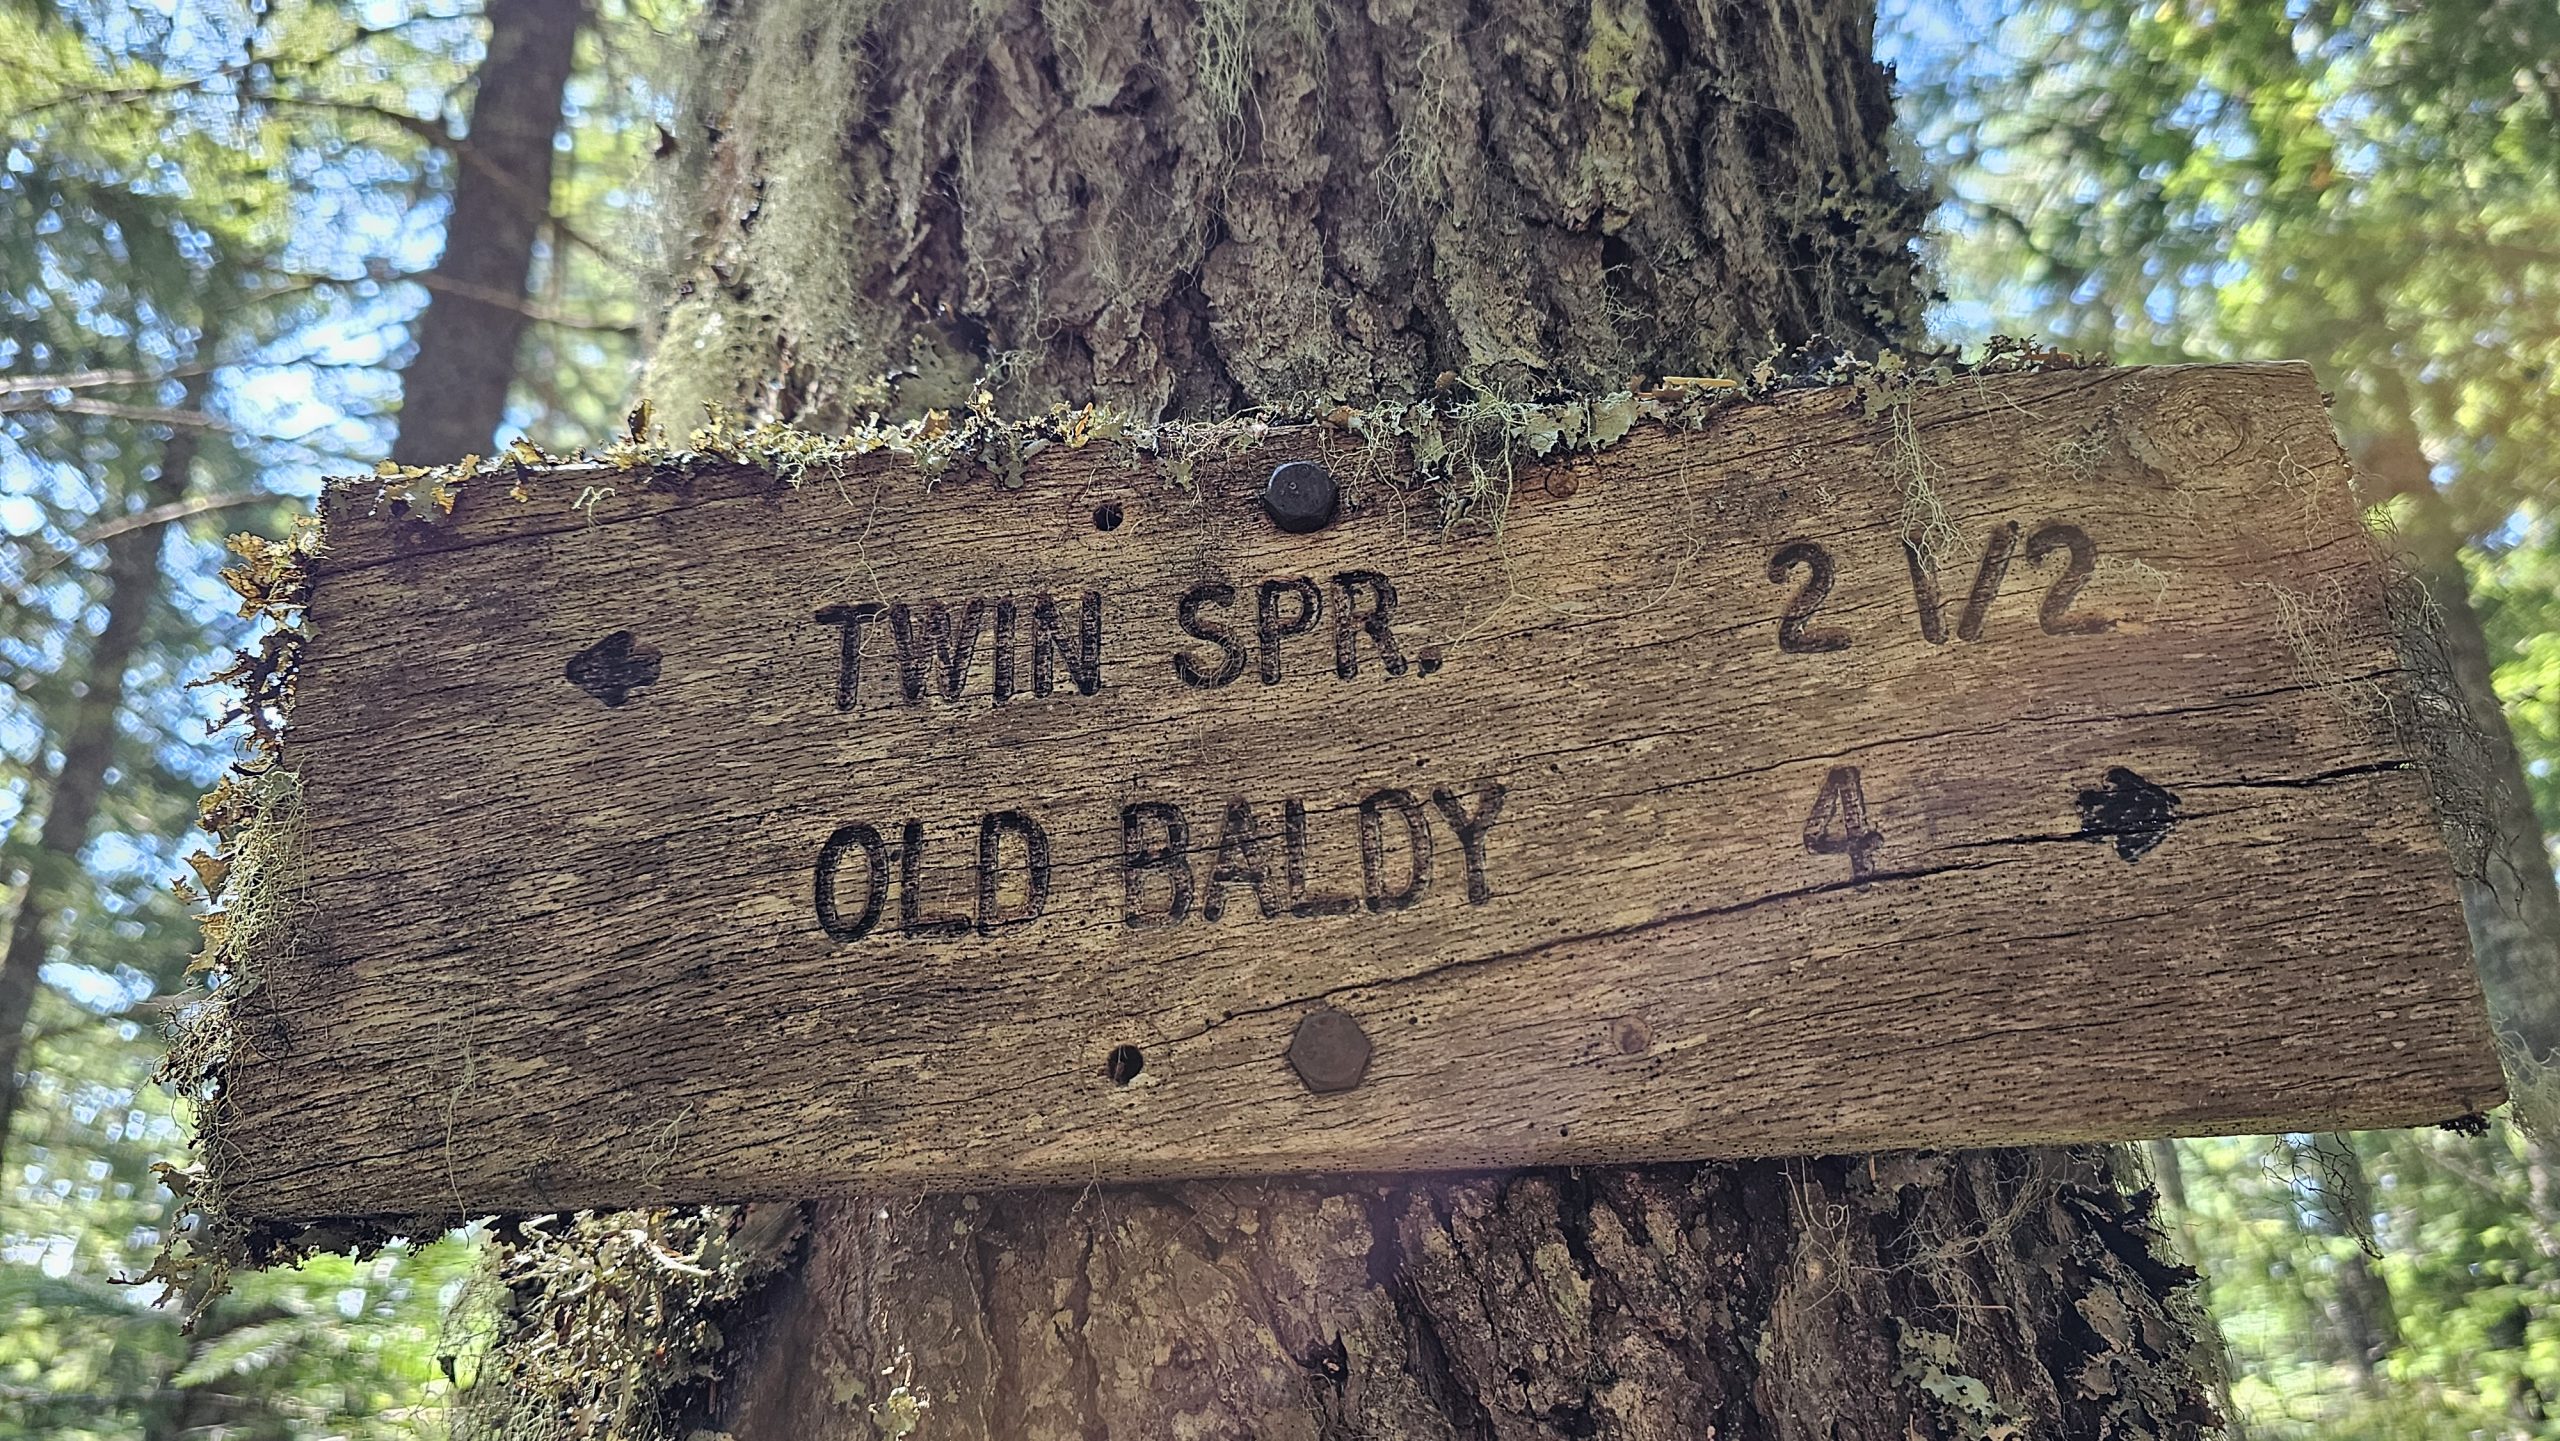 TWIN SPR. 2 1/2
OLD BALDY 4